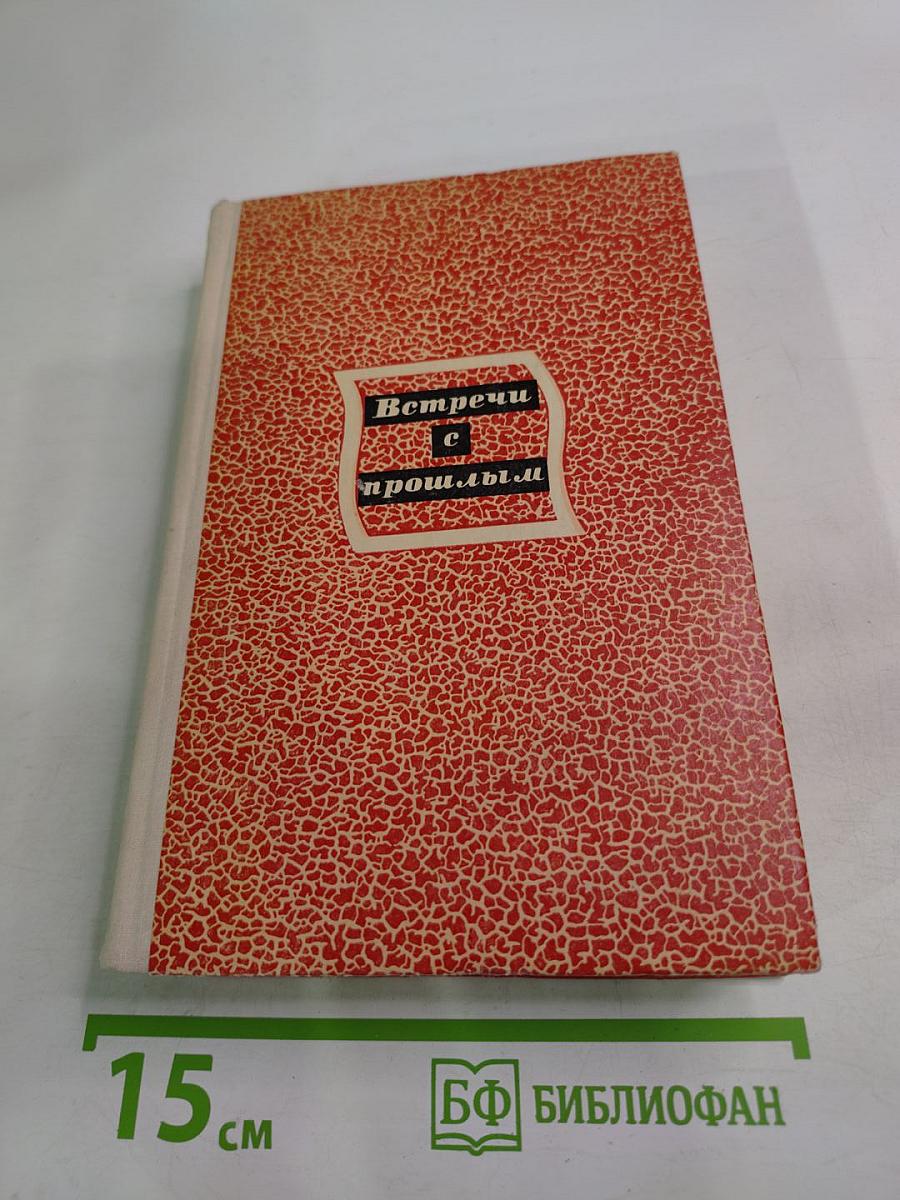 Встречи
с
прошлым
15 см
БФ БИБЛИОФАН